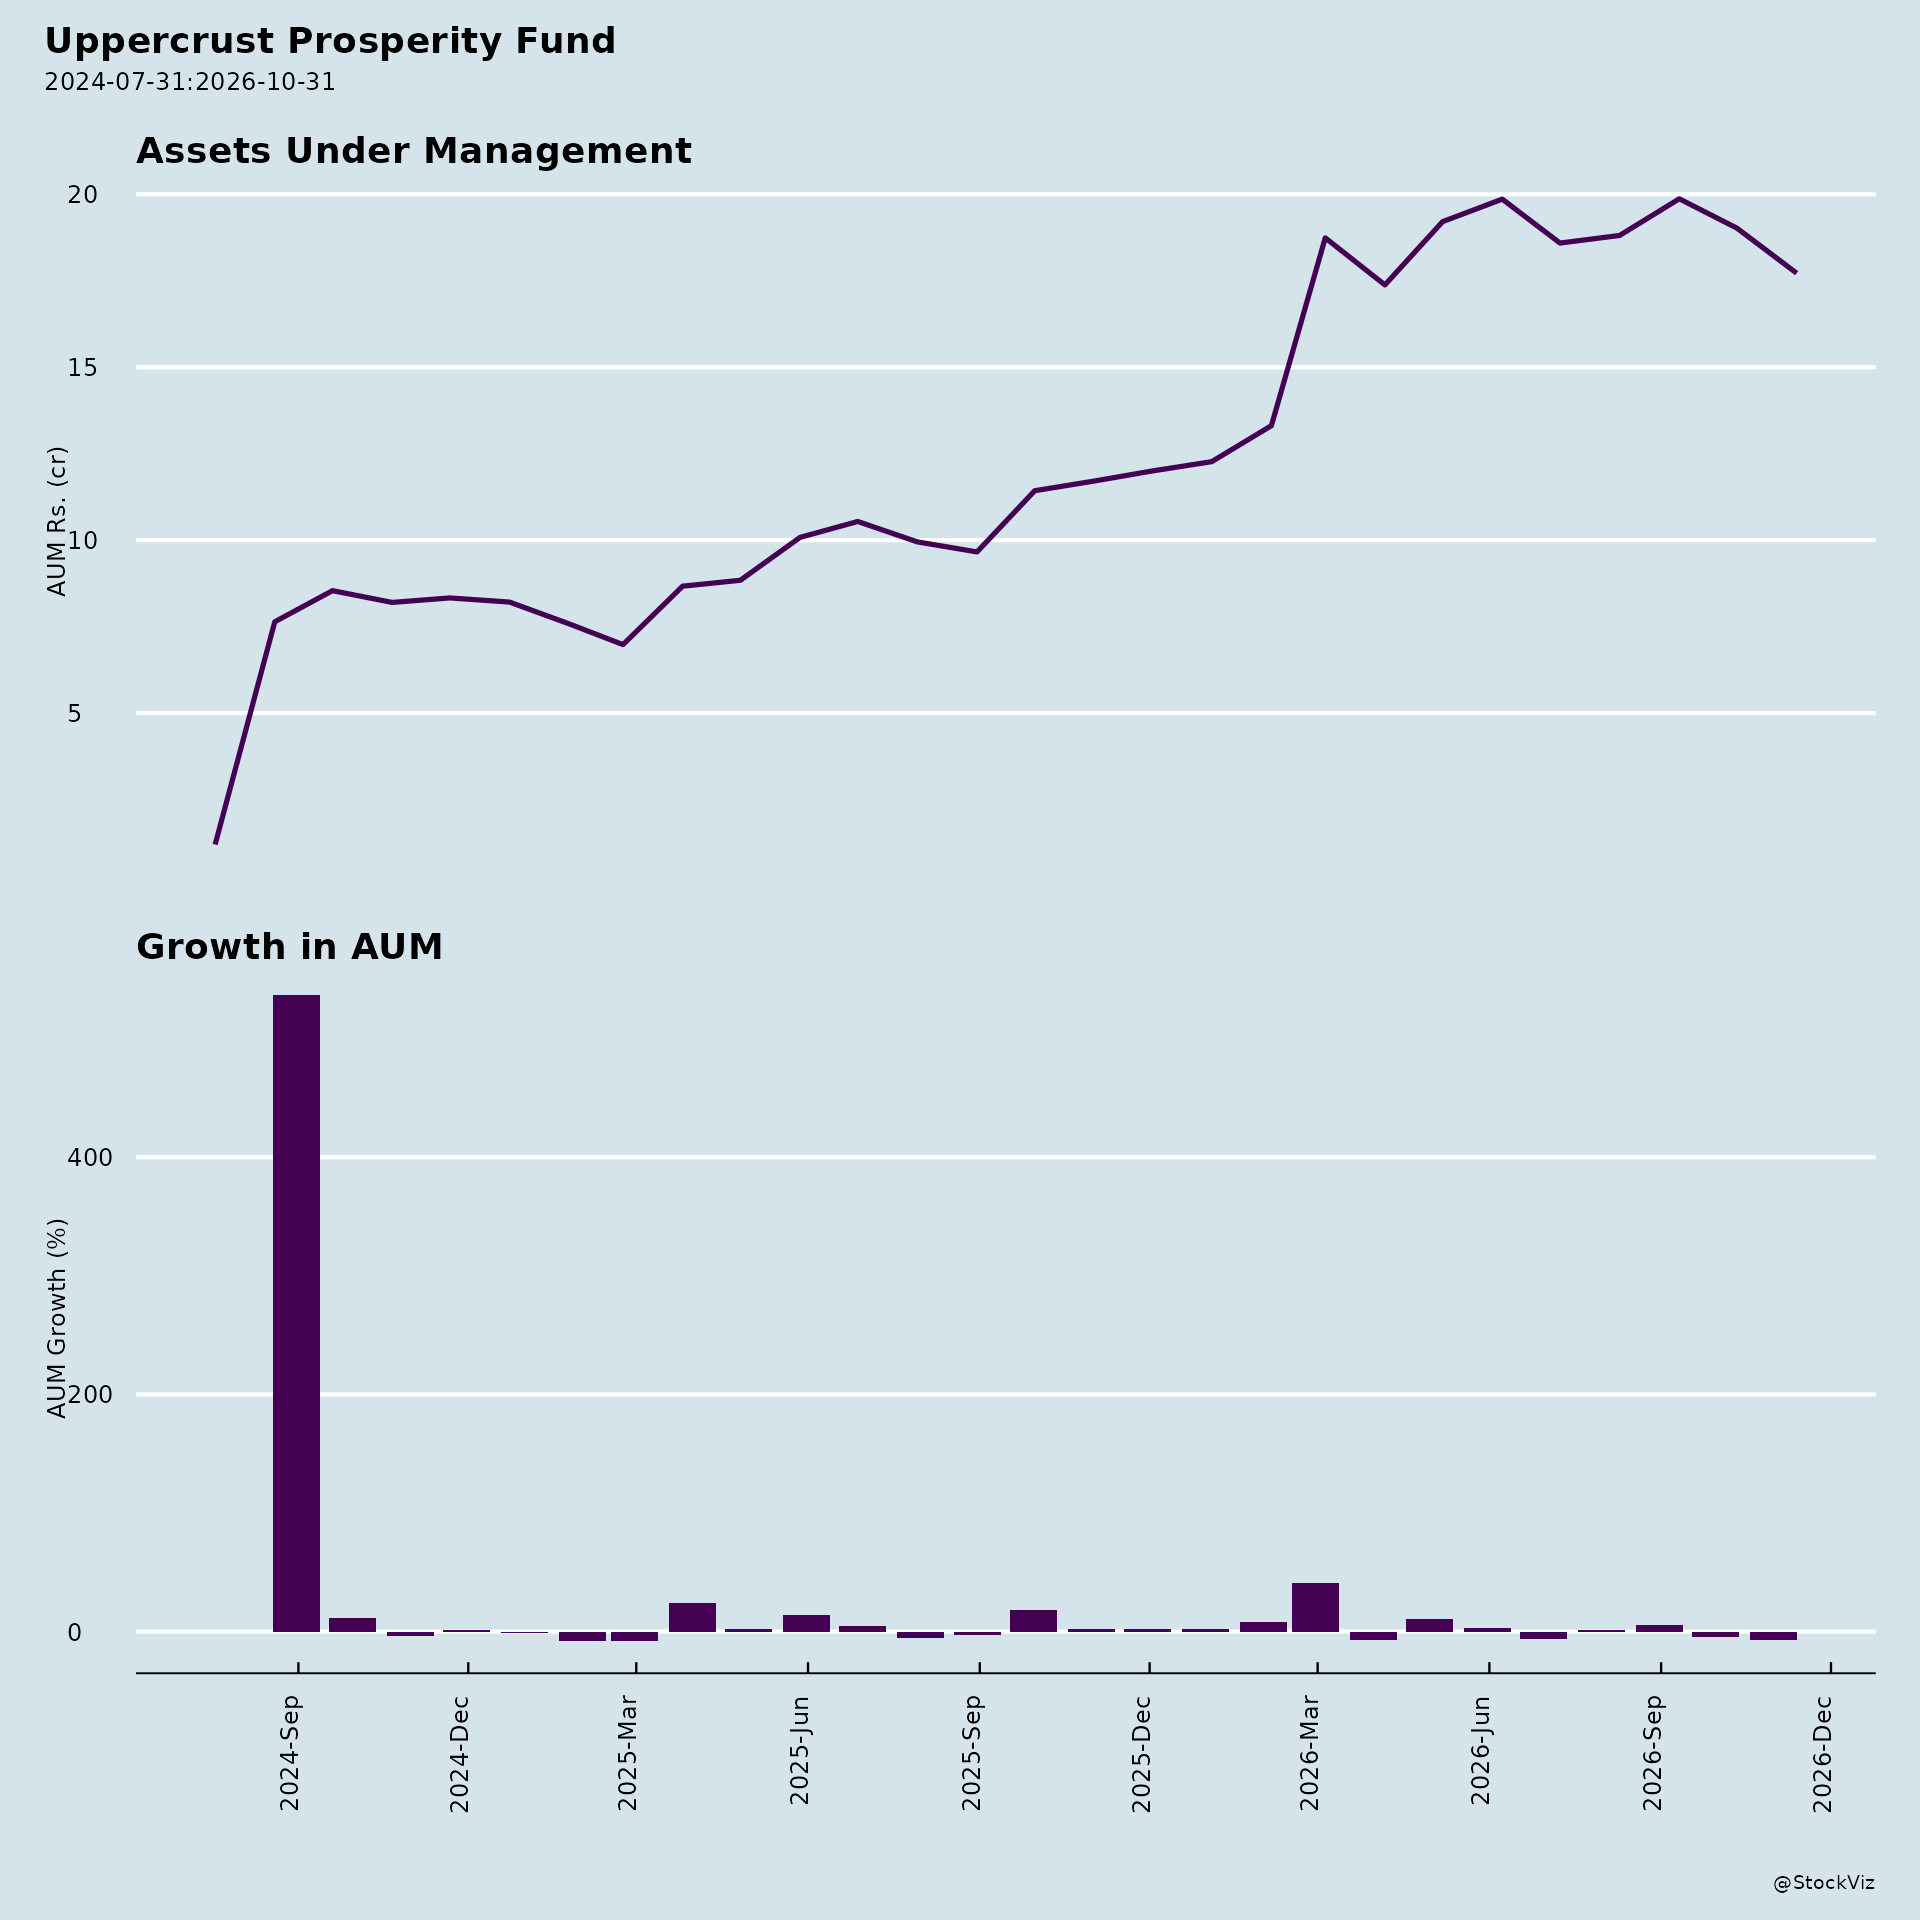 Uppercrust Prosperity Fund
2024-07-31:2026-10-31
Assets Under Management
AUM Rs. (cr)
20
15
10
5
Growth in AUM
AUM Growth (%)
400
200
0
2024-Sep
2024-Dec
2025-Mar
2025-Jun
2025-Sep
2025-Dec
2026-Mar
2026-Jun
2026-Sep
2026-Dec
@StockViz